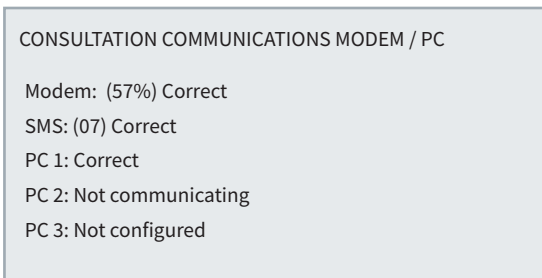 CONSULTATION COMMUNICATIONS MODEM / PC
Modem: (57%) Correct
SMS: (07) Correct
PC 1: Correct
PC 2: Not communicating
PC 3: Not configured